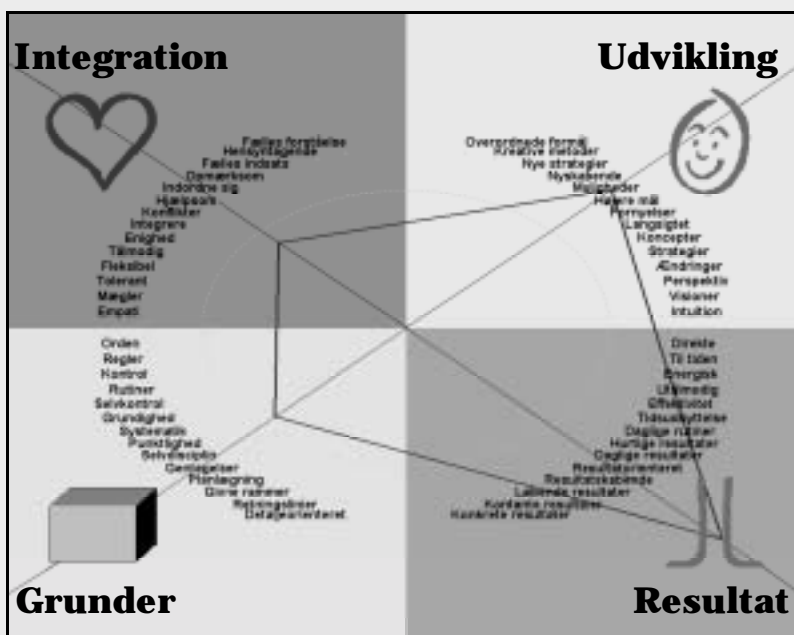 Integration
Udvikling
Fælles forståelse
Hensyntagende
Fælles indsats
Opmærksom
Indordne sig
Hjælpsom
Konflikter
Integrere
Enighed
Tålmodig
Fleksibel
Tolerant
Mægler
Empati
Overordnede formål
Kreative metoder
Nye strategier
Nyskabende
Muligheder
Højere mål
Fornyelser
Langsigtet
Koncepter
Strategier
Ændringer
Perspektiv
Visioner
Intuition
Orden
Regler
Kontrol
Rutiner
Selvkontrol
Grundighed
Systematik
Punktlighed
Selvdisciplin
Gentagelser
Planlægning
Givne rammer
Retningslinier
Detaljeorienteret
Direkte
Til tiden
Energisk
Utålmodig
Effektivitet
Tidsudnyttelse
Daglige rutiner
Hurtige resultater
Daglige resultater
Resultatorienteret
Resultatskabende
Løbende resultater
resultater
Konkrete resultater
Grunder
Resultat